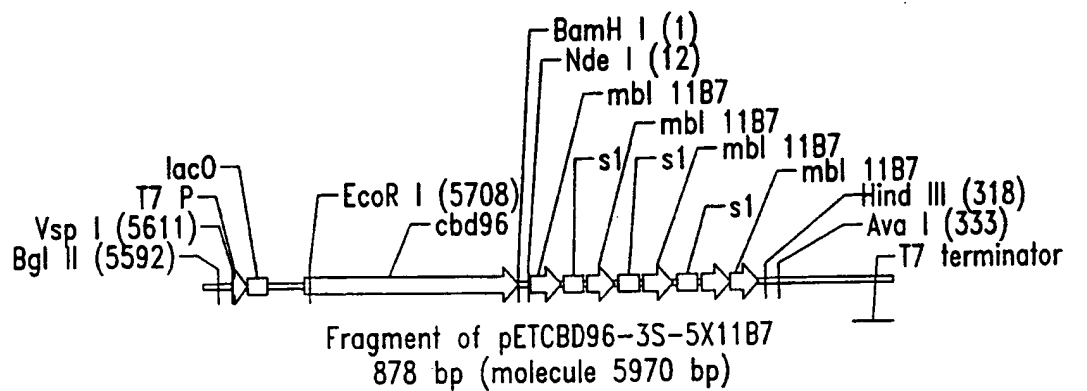 BamH I (1)
Nde I (12)
mbl 11B7
mbl 11B7
mbl 11B7
mbl 11B7
s1
s1
s1
lacO
T7 P
Vsp I (5611)
Bgl II (5592)
EcoR I (5708)
cbd96
Hind III (318)
Ava I (333)
T7 terminator
Fragment of pETCBD96-3S-5X11B7
878 bp (molecule 5970 bp)